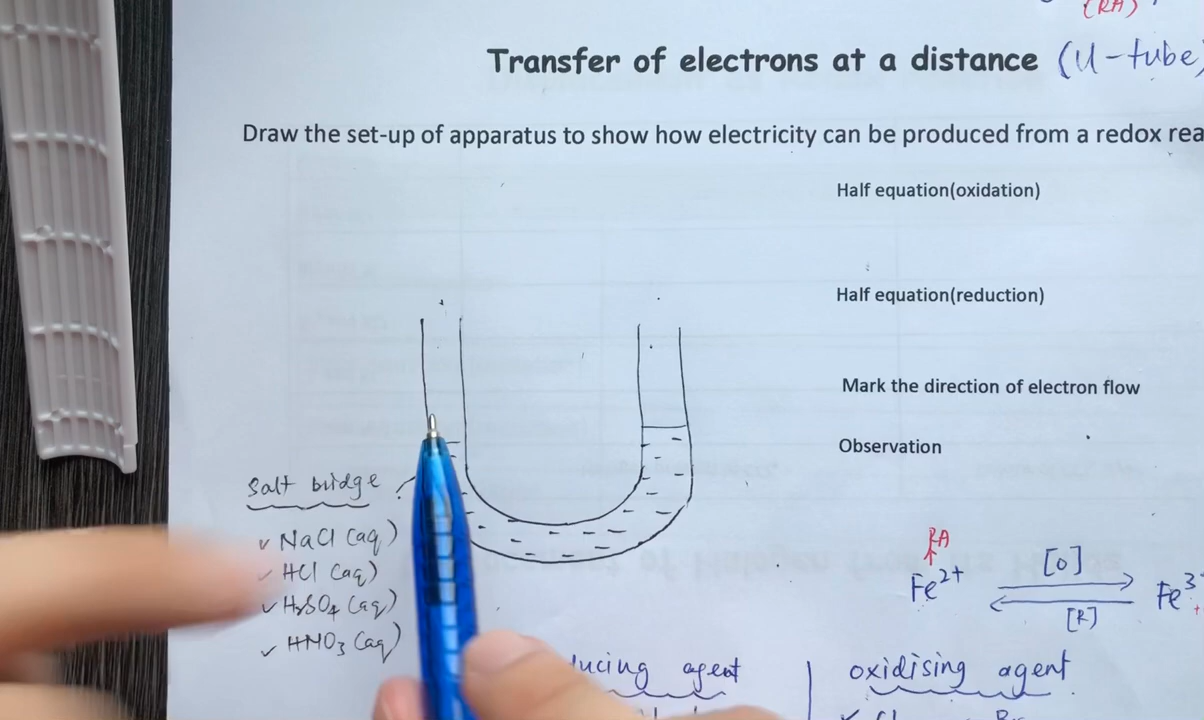 (RA)
Transfer of electrons at a distance (U-tube)
Draw the set-up of apparatus to show how electricity can be produced from a redox
Half equation(oxidation)
Half equation(reduction)
Mark the direction of electron flow
Observation
Salt bridge
✓ NaCl (aq)
✓ HCl (aq)
✓ H₂SO₄ (aq)
✓ HNO₃ (aq)
RA
Fe²⁺ [O] Fe³⁺
[R]
agent
oxidising agent